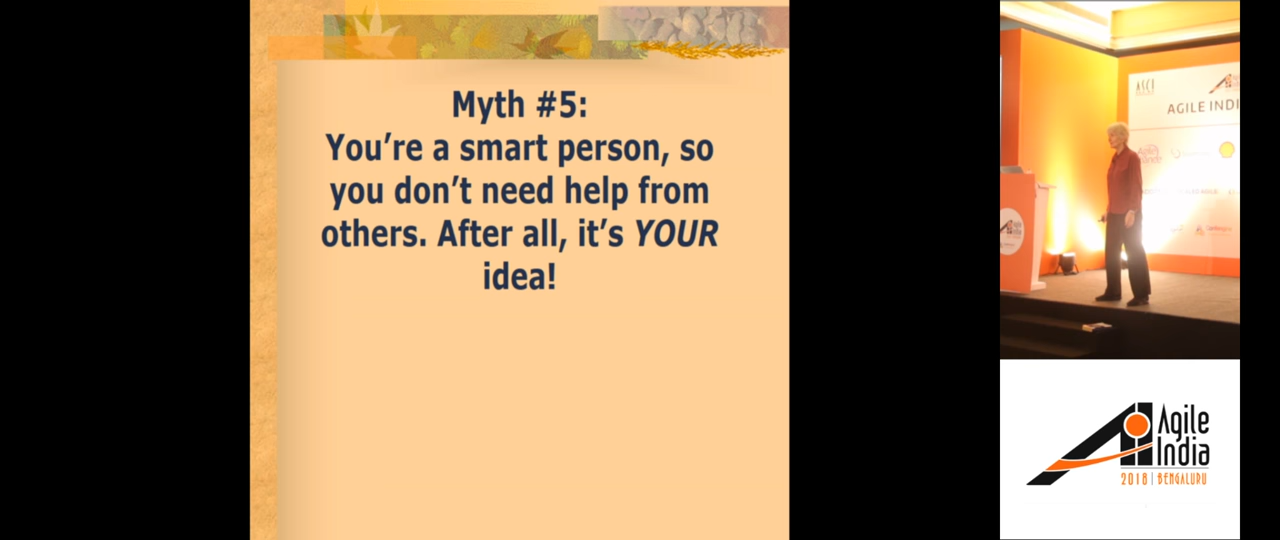 Myth #5:
You’re a smart person, so
you don’t need help from
others. After all, it’s YOUR
idea!
ASCI
AGILE INDI
Agile
India
2018 | BENGALURU